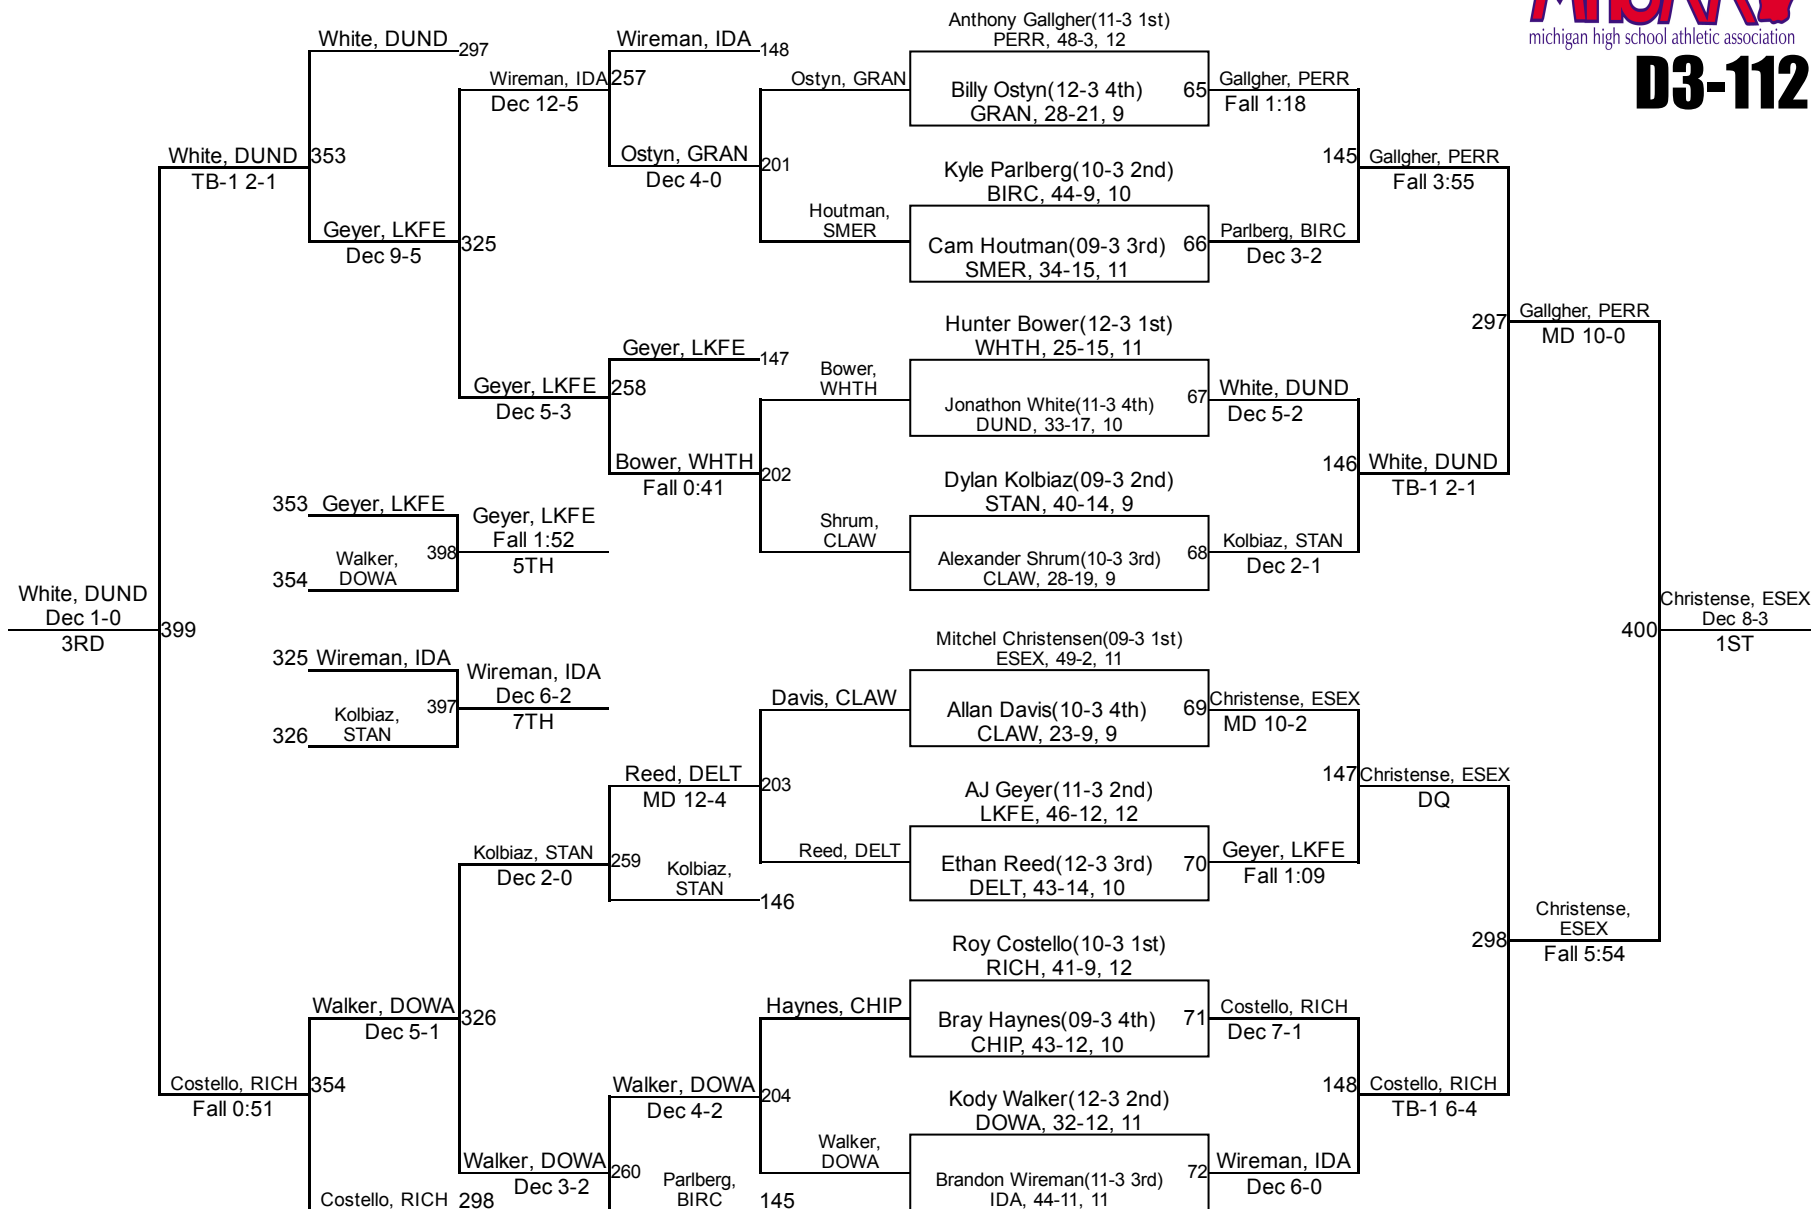 michigan high school athletic association
D3-112
White, DUND
297
Wireman, IDA
148
Anthony Gallgher(11-3 1st)
PERR, 48-3, 12
Wireman, IDA
257
Dec 12-5
Ostyn, GRAN
Billy Ostyn(12-3 4th)
GRAN, 28-21, 9
65
Gallgher, PERR
Fall 1:18
White, DUND
353
TB-1 2-1
Ostyn, GRAN
201
Dec 4-0
Kyle Parlberg(10-3 2nd)
BIRC, 44-9, 10
145
Gallgher, PERR
Fall 3:55
Geyer, LKFE
325
Dec 9-5
Houtman,
SMER
Cam Houtman(09-3 3rd)
SMER, 34-15, 11
66
Parlberg, BIRC
Dec 3-2
Hunter Bower(12-3 1st)
WHTH, 25-15, 11
297
Gallgher, PERR
MD 10-0
Geyer, LKFE
147
Geyer, LKFE
258
Dec 5-3
Bower,
WHTH
Jonathon White(11-3 4th)
DUND, 33-17, 10
67
White, DUND
Dec 5-2
Bower, WHTH
202
Fall 0:41
Dylan Kolbiaz(09-3 2nd)
STAN, 40-14, 9
146
White, DUND
TB-1 2-1
353
Geyer, LKFE
Geyer, LKFE
Fall 1:52
5TH
Walker,
DOWA
398
354
Shrum,
CLAW
Alexander Shrum(10-3 3rd)
CLAW, 28-19, 9
68
Kolbiaz, STAN
Dec 2-1
White, DUND
Dec 1-0
3RD
399
400
Christense, ESEX
Dec 8-3
1ST
325
Wireman, IDA
Wireman, IDA
Dec 6-2
7TH
Kolbiaz,
STAN
397
326
Mitchel Christensen(09-3 1st)
ESEX, 49-2, 11
Davis, CLAW
Allan Davis(10-3 4th)
CLAW, 23-9, 9
69
Christense, ESEX
MD 10-2
Reed, DELT
203
MD 12-4
AJ Geyer(11-3 2nd)
LKFE, 46-12, 12
147
Christense, ESEX
DQ
Kolbiaz, STAN
259
Dec 2-0
Kolbiaz,
STAN
146
Reed, DELT
Ethan Reed(12-3 3rd)
DELT, 43-14, 10
70
Geyer, LKFE
Fall 1:09
Roy Costello(10-3 1st)
RICH, 41-9, 12
298
Christense,
ESEX
Fall 5:54
Walker, DOWA
326
Dec 5-1
Haynes, CHIP
Bray Haynes(09-3 4th)
CHIP, 43-12, 10
71
Costello, RICH
Dec 7-1
Costello, RICH
354
Fall 0:51
Walker, DOWA
204
Dec 4-2
Kody Walker(12-3 2nd)
DOWA, 32-12, 11
148
Costello, RICH
TB-1 6-4
Walker, DOWA
260
Dec 3-2
Walker,
DOWA
Brandon Wireman(11-3 3rd)
IDA, 44-11, 11
72
Wireman, IDA
Dec 6-0
Costello, RICH
298
Parlberg,
BIRC
145